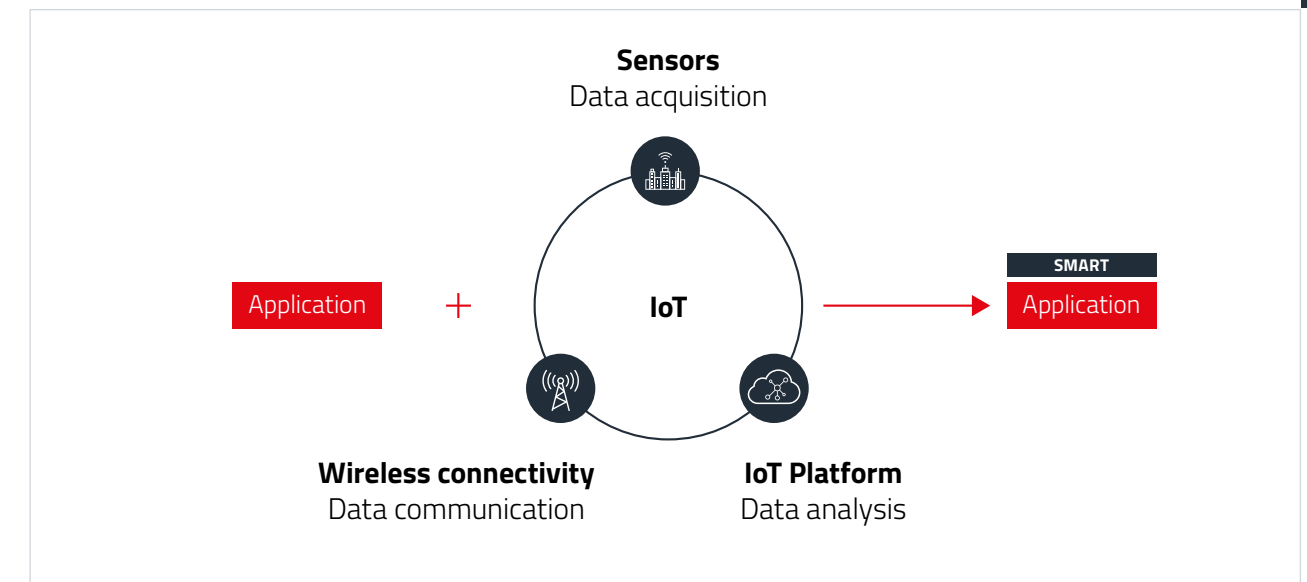 Sensors
Data acquisition
SMART
Application
+
IoT
Application
Wireless connectivity
Data communication
IoT Platform
Data analysis